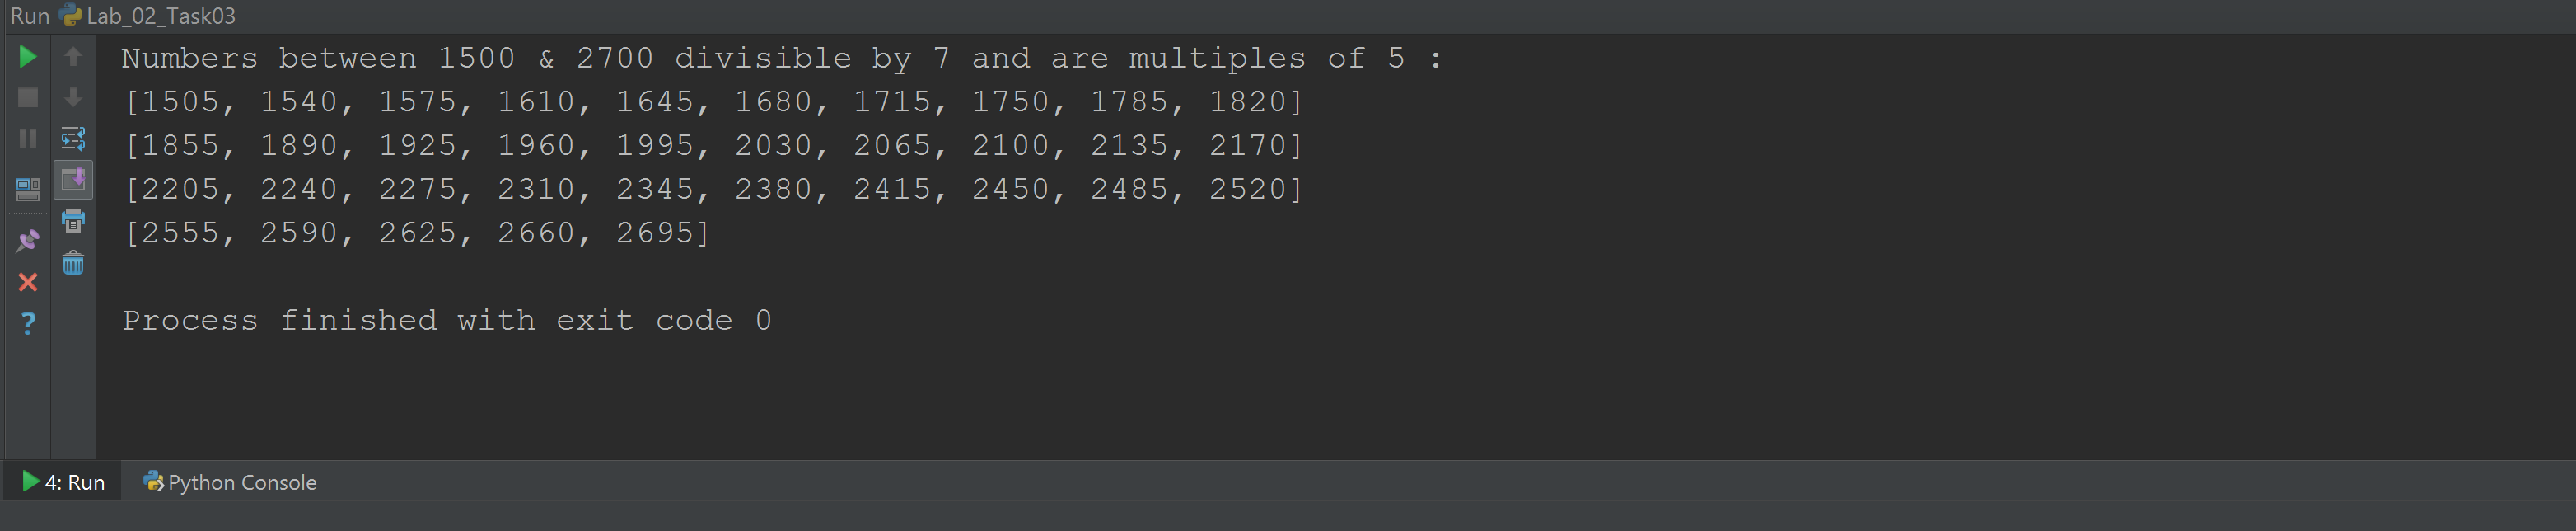 Run Lab_02_Task03
Numbers between 1500 & 2700 divisible by 7 and are multiples of 5 :
[1505, 1540, 1575, 1610, 1645, 1680, 1715, 1750, 1785, 1820]
[1855, 1890, 1925, 1960, 1995, 2030, 2065, 2100, 2135, 2170]
[2205, 2240, 2275, 2310, 2345, 2380, 2415, 2450, 2485, 2520]
[2555, 2590, 2625, 2660, 2695]
Process finished with exit code 0
4: Run Python Console